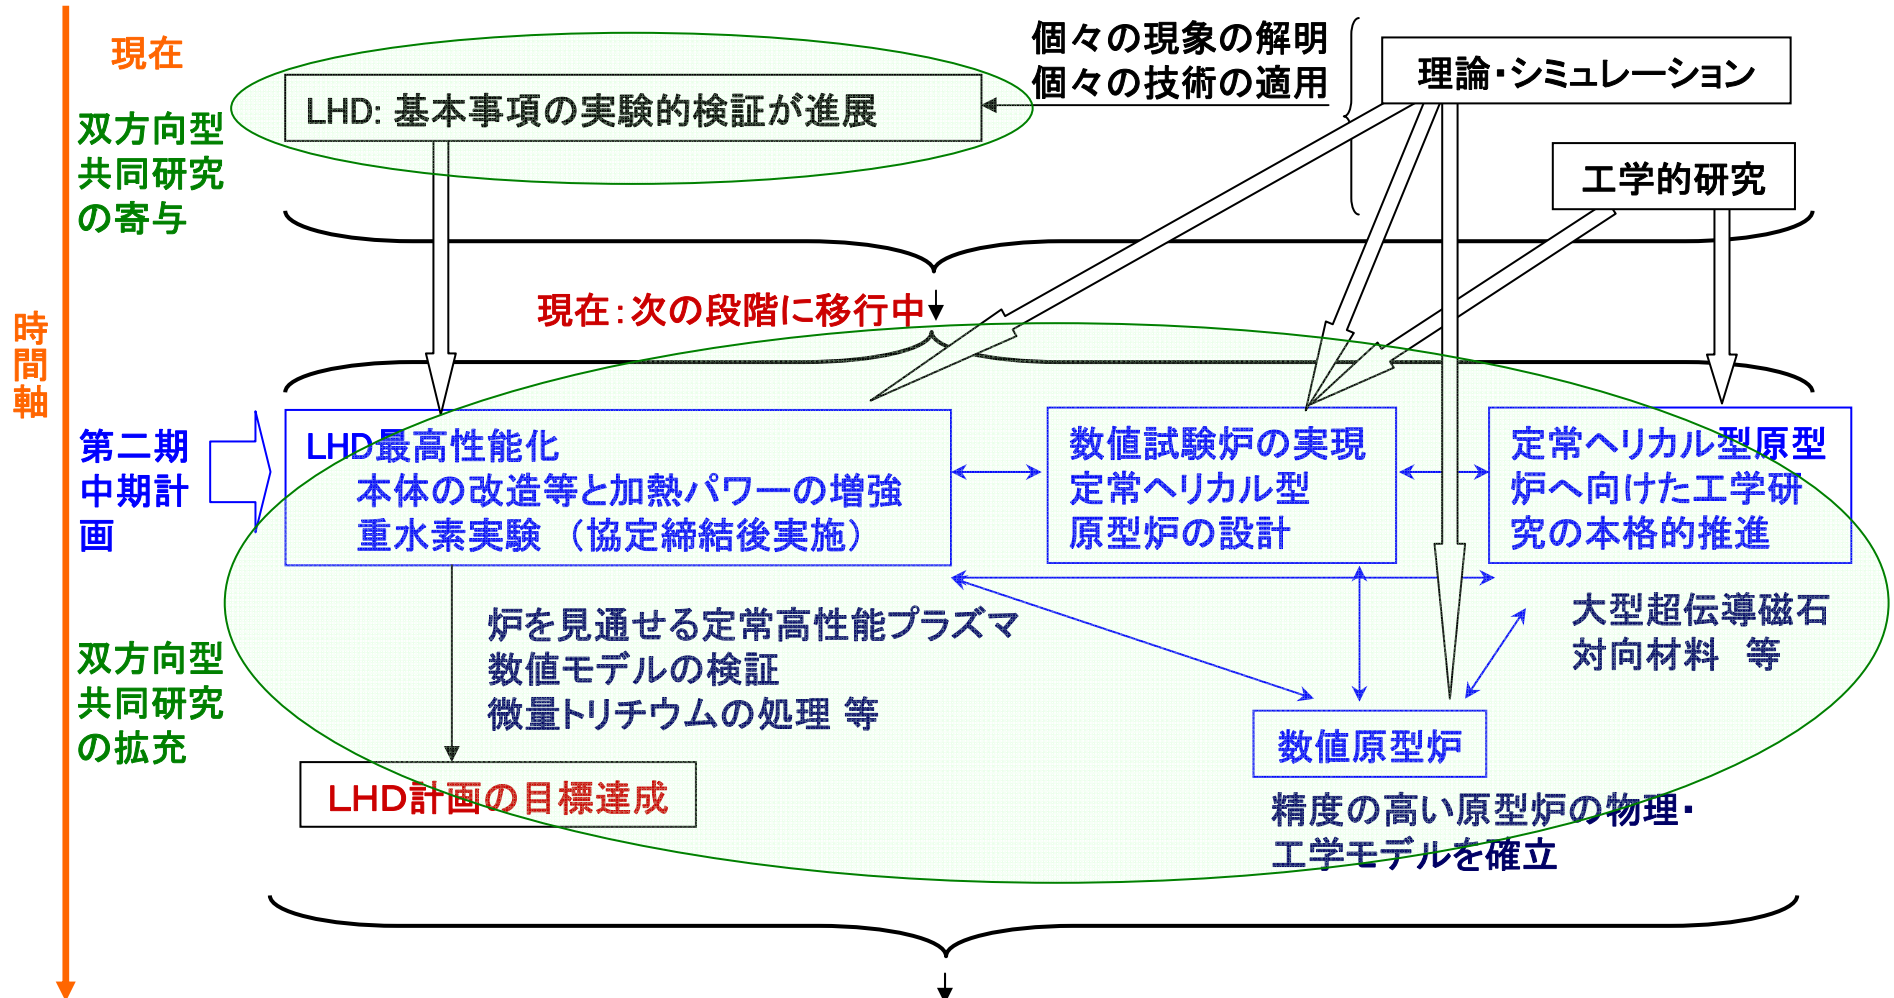 現在
個々の現象の解明
個々の技術の適用
理論・シミュレーション
LHD: 基本事項の実験的検証が進展
双方向型
共同研究
の寄与
工学的研究
現在：次の段階に移行中
時間軸
第二期
中期計
画
LHD最高性能化
本体の改造等と加熱パワーの増強
重水素実験 （協定締結後実施）
数値試験炉の実現
定常ヘリカル型
原型炉の設計
定常ヘリカル型原型
炉へ向けた工学研
究の本格的推進
炉を見通せる定常高性能プラズマ
数値モデルの検証
微量トリチウムの処理 等
大型超伝導磁石
対向材料　等
双方向型
共同研究
の拡充
数値原型炉
LHD計画の目標達成
精度の高い原型炉の物理・
工学モデルを確立